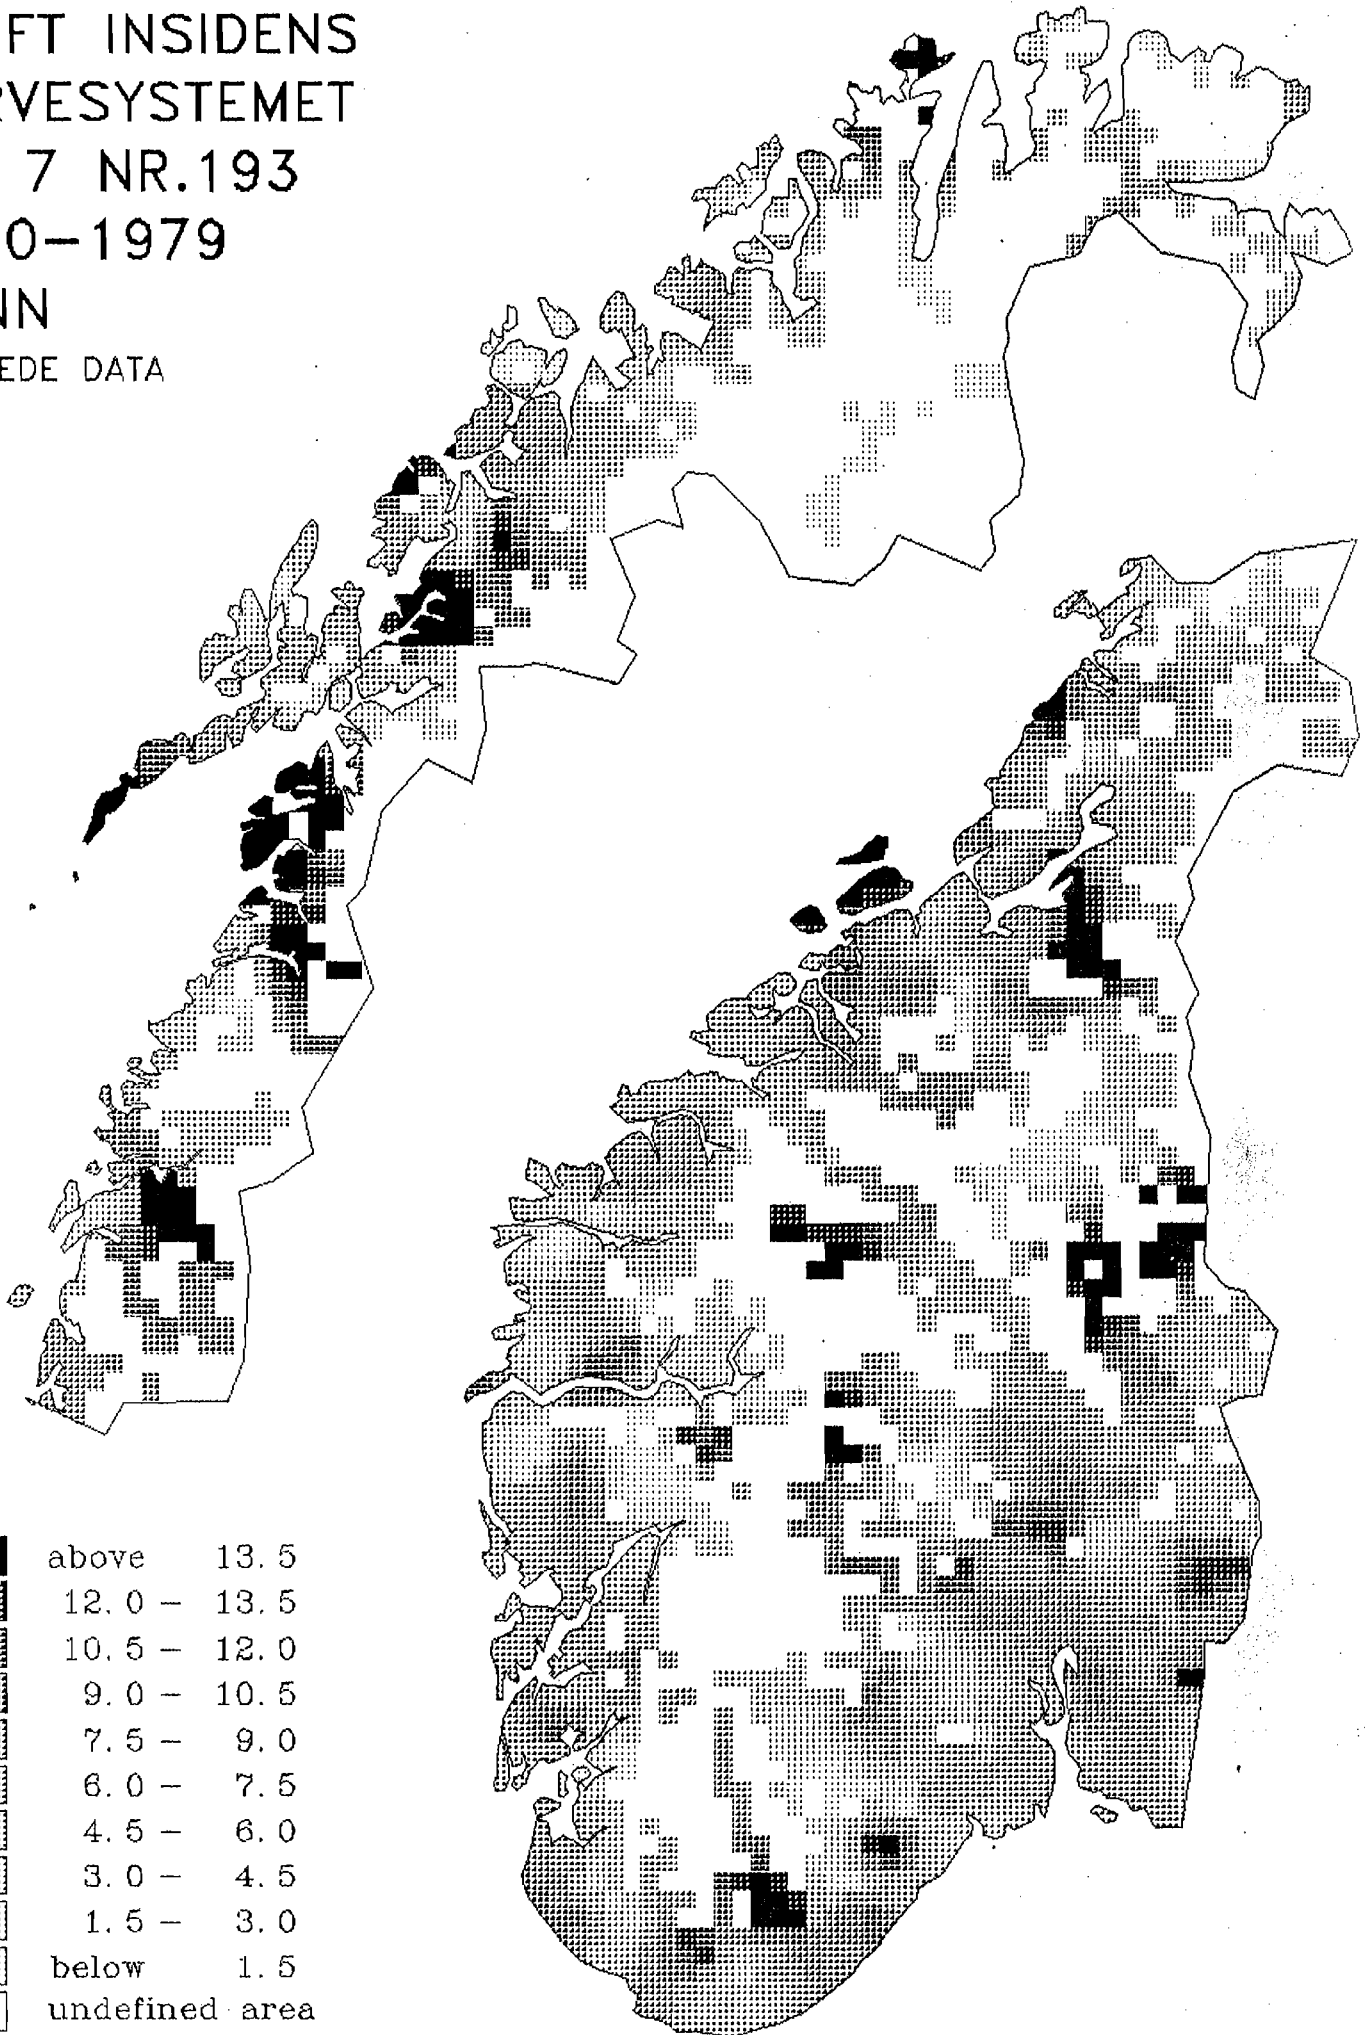 FT INSIDENS
RVESYSTEMET
7 NR.193
0-1979
NN
EDE DATA
above 13.5
12.0 - 13.5
10.5 - 12.0
9.0 - 10.5
7.5 - 9.0
6.0 - 7.5
4.5 - 6.0
3.0 - 4.5
1.5 - 3.0
below 1.5
undefined area